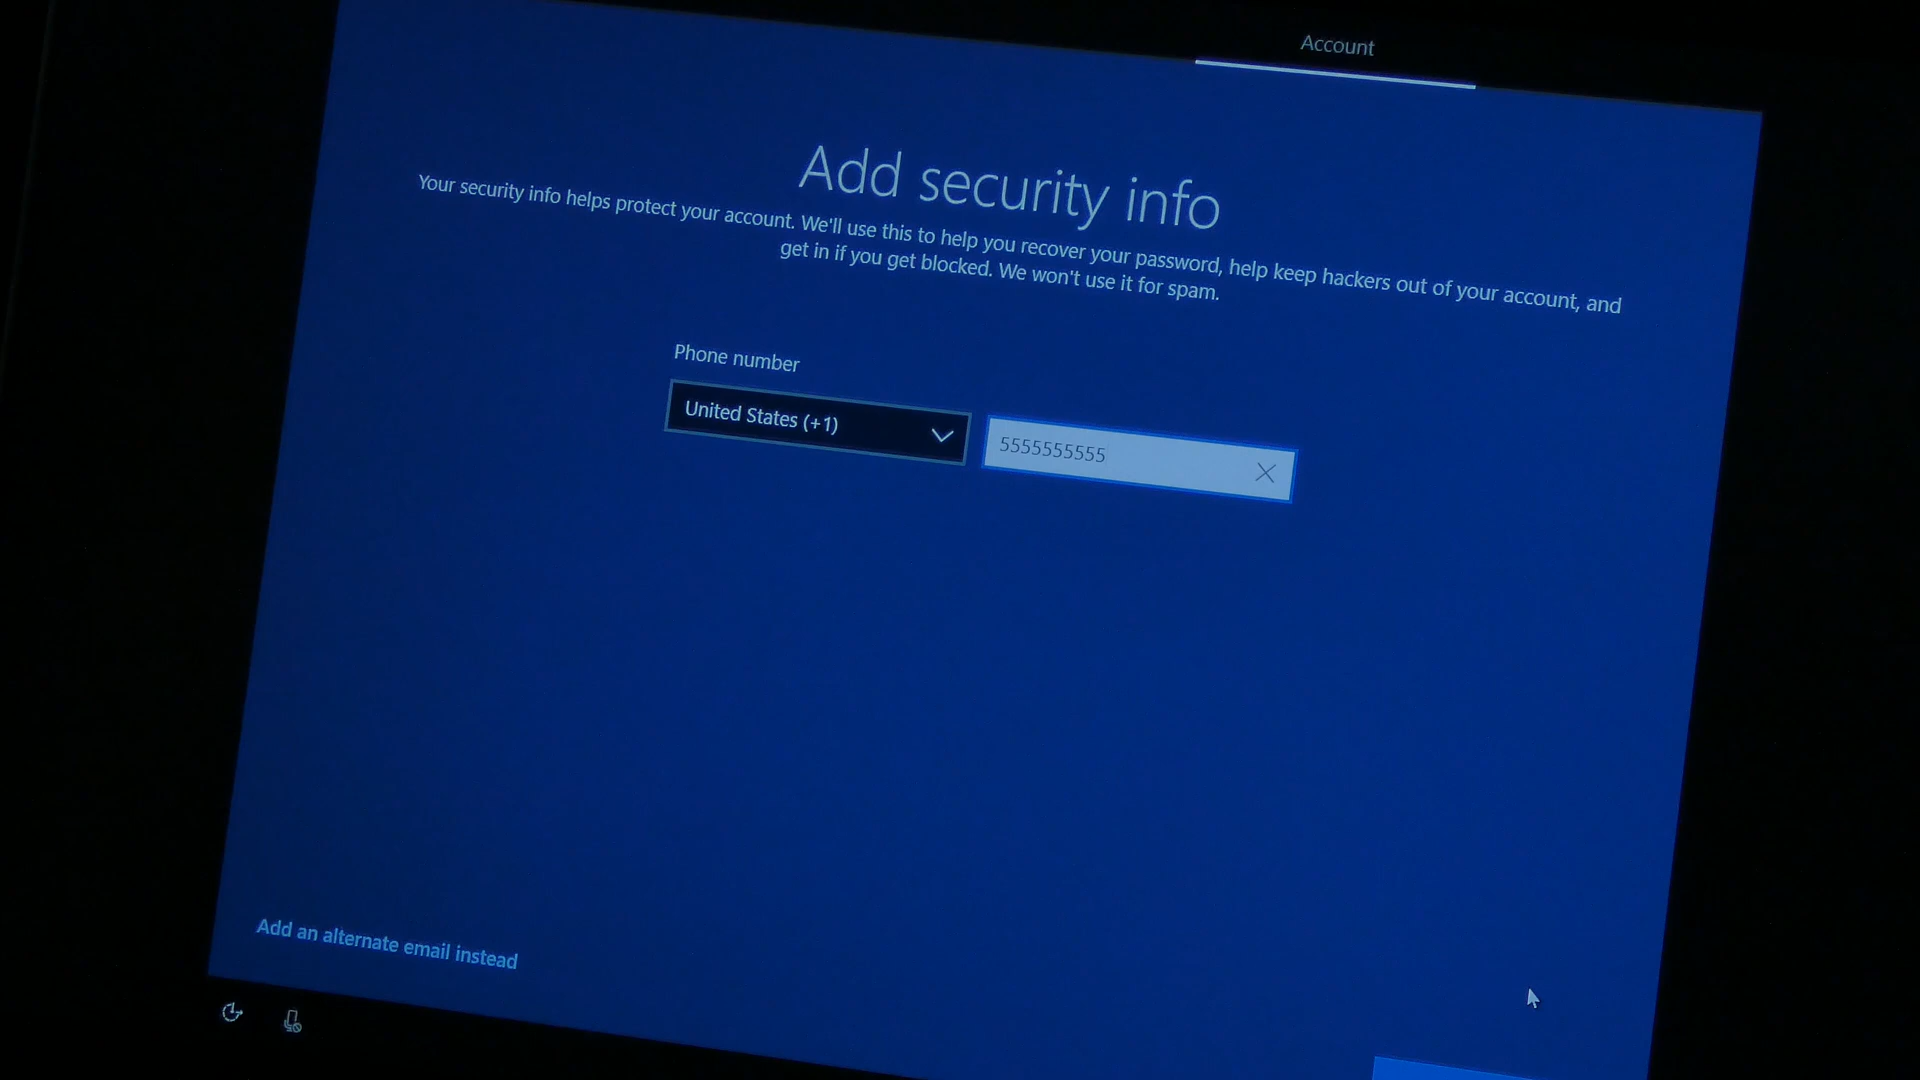 Account
Add security info
Your security info helps protect your account. We'll use this to help you recover your password, help keep hackers out of your account, and
get in if you get blocked. We won't use it for spam.
Phone number
United States (+1)
5555555555
Add an alternate email instead